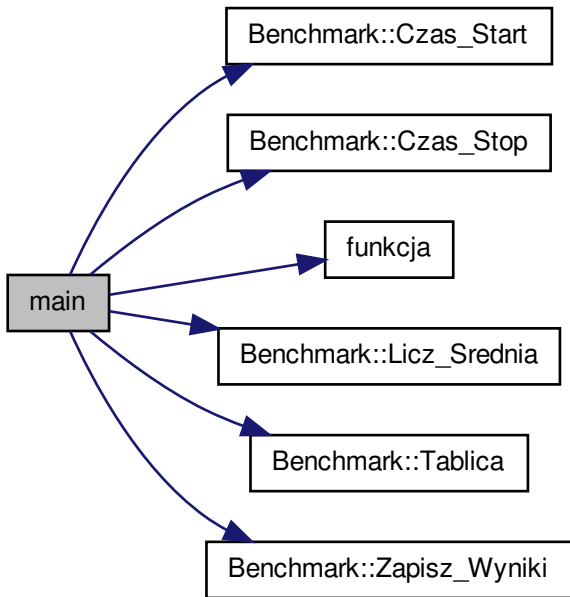 Benchmark::Czas_Start
Benchmark::Czas_Stop
funkcja
main
Benchmark::Licz_Srednia
Benchmark::Tablica
Benchmark::Zapisz_Wyniki